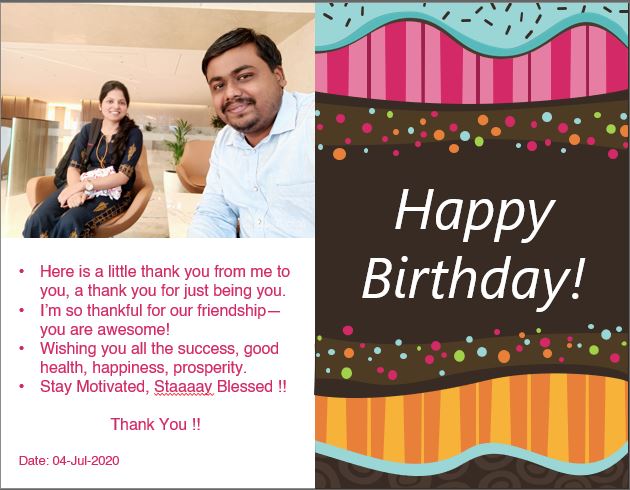 • Here is a little thank you from me to
you, a thank you for just being you.
• I’m so thankful for our friendship—
you are awesome!
• Wishing you all the success, good
health, happiness, prosperity.
• Stay Motivated, Staaaay Blessed !!
Thank You !!
Date: 04-Jul-2020
Happy
Birthday!